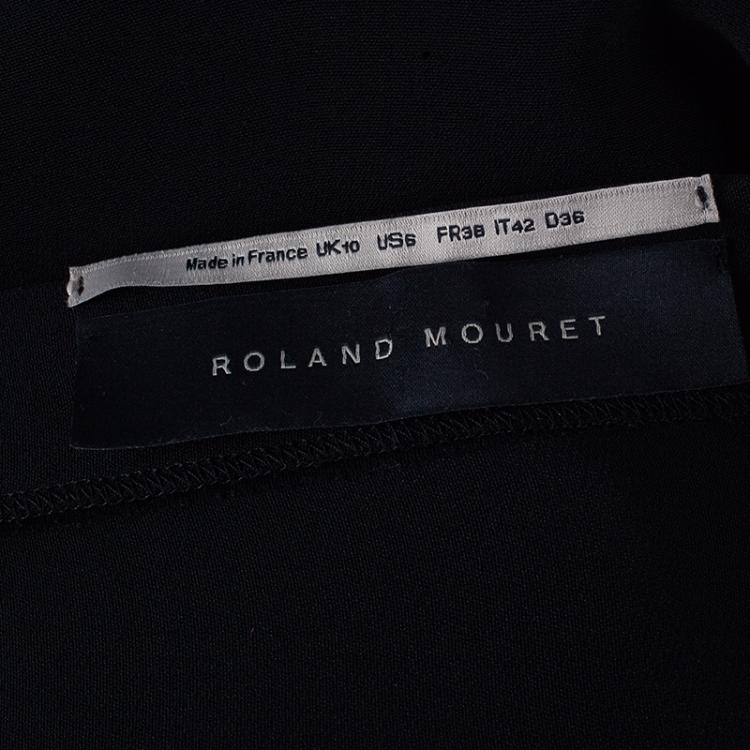 Made in France UK10 US6 FR38 IT42 D36
ROLAND MOURET